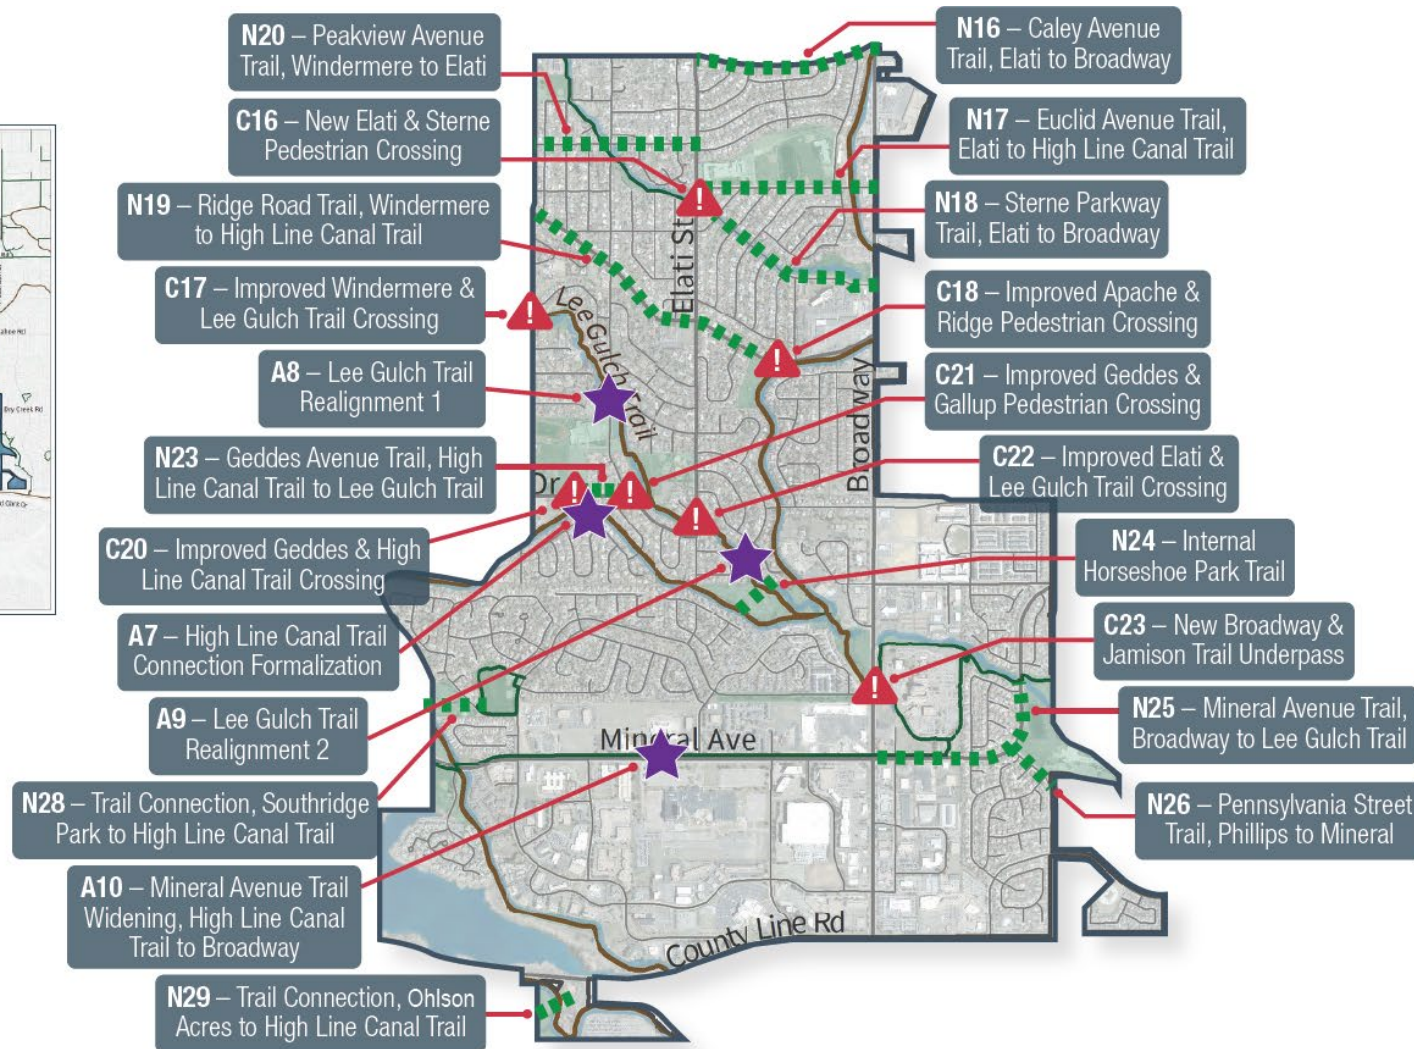 N20 – Peakview Avenue
Trail, Windermere to Elati
C16 – New Elati & Sterne
Pedestrian Crossing
N19 – Ridge Road Trail, Windermere
to High Line Canal Trail
C17 – Improved Windermere &
Lee Gulch Trail Crossing
A8 – Lee Gulch Trail
Realignment 1
N23 – Geddes Avenue Trail, High
Line Canal Trail to Lee Gulch Trail
C20 – Improved Geddes & High
Line Canal Trail Crossing
A7 – High Line Canal Trail
Connection Formalization
A9 – Lee Gulch Trail
Realignment 2
N28 – Trail Connection, Southridge
Park to High Line Canal Trail
A10 – Mineral Avenue Trail
Widening, High Line Canal
Trail to Broadway
N29 – Trail Connection, Ohlson
Acres to High Line Canal Trail
N16 – Caley Avenue
Trail, Elati to Broadway
N17 – Euclid Avenue Trail,
Elati to High Line Canal Trail
N18 – Sterne Parkway
Trail, Elati to Broadway
C18 – Improved Apache &
Ridge Pedestrian Crossing
C21 – Improved Geddes &
Gallup Pedestrian Crossing
C22 – Improved Elati &
Lee Gulch Trail Crossing
N24 – Internal
Horseshoe Park Trail
C23 – New Broadway &
Jamison Trail Underpass
N25 – Mineral Avenue Trail,
Broadway to Lee Gulch Trail
N26 – Pennsylvania Street
Trail, Phillips to Mineral
Elati St
Lee Gulch Trail
Broadway
Dr
Mineral Ave
County Line Rd
Dry Creek Rd